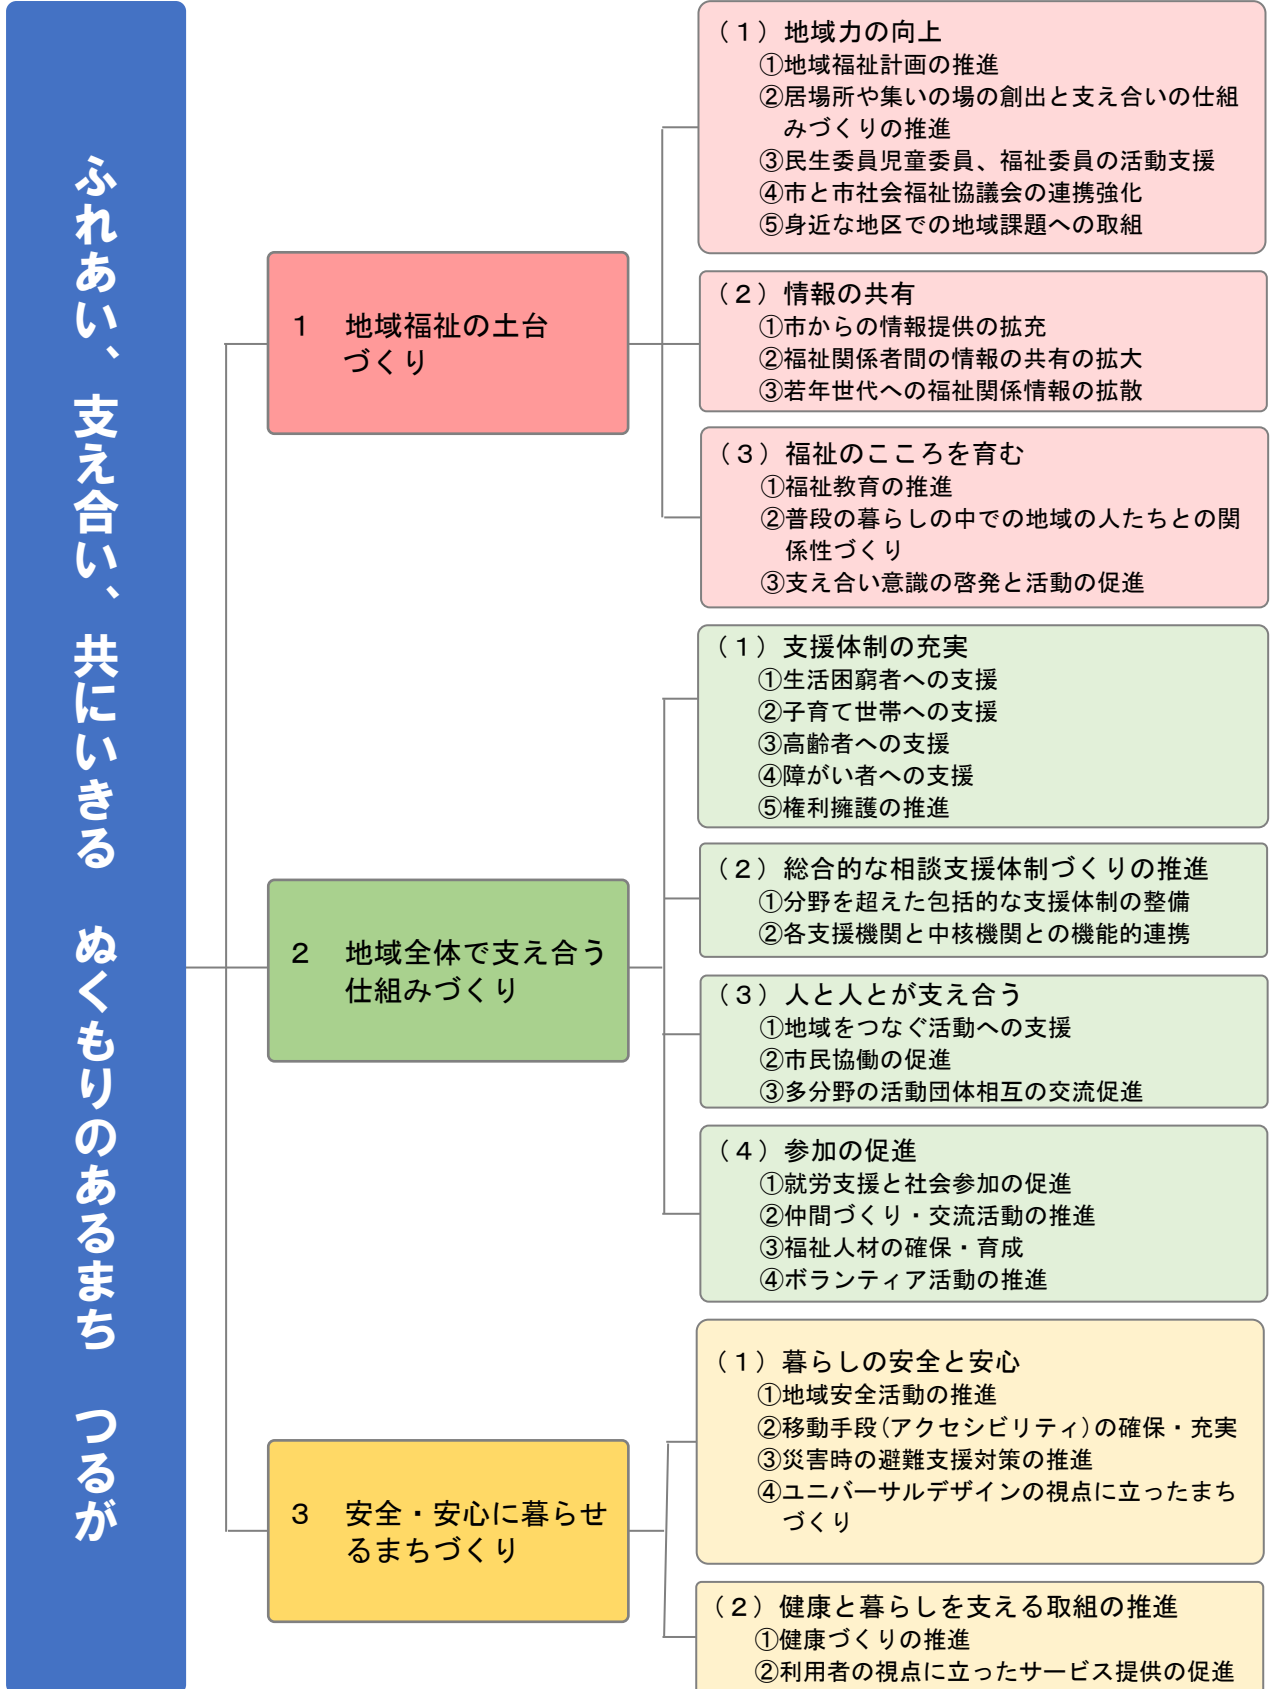 ふれあい、支え合い、共にいきる　ぬくもりのあるまち　つるが
１　地域福祉の土台
づくり
（１）地域力の向上
①地域福祉計画の推進
②居場所や集いの場の創出と支え合いの仕組
みづくりの推進
③民生委員児童委員、福祉委員の活動支援
④市と市社会福祉協議会の連携強化
⑤身近な地区での地域課題への取組
（２）情報の共有
①市からの情報提供の拡充
②福祉関係者間の情報の共有の拡大
③若年世代への福祉関係情報の拡散
（３）福祉のこころを育む
①福祉教育の推進
②普段の暮らしの中での地域の人たちとの関
係性づくり
③支え合い意識の啓発と活動の促進
２　地域全体で支え合う
仕組みづくり
（１）支援体制の充実
①生活困窮者への支援
②子育て世帯への支援
③高齢者への支援
④障がい者への支援
⑤権利擁護の推進
（２）総合的な相談支援体制づくりの推進
①分野を超えた包括的な支援体制の整備
②各支援機関と中核機関との機能的連携
（３）人と人とが支え合う
①地域をつなぐ活動への支援
②市民協働の促進
③多分野の活動団体相互の交流促進
（４）参加の促進
①就労支援と社会参加の促進
②仲間づくり・交流活動の推進
③福祉人材の確保・育成
④ボランティア活動の推進
３　安全・安心に暮らせ
るまちづくり
（１）暮らしの安全と安心
①地域安全活動の推進
②移動手段(アクセシビリティ)の確保・充実
③災害時の避難支援対策の推進
④ユニバーサルデザインの視点に立ったまち
づくり
（２）健康と暮らしを支える取組の推進
①健康づくりの推進
②利用者の視点に立ったサービス提供の促進